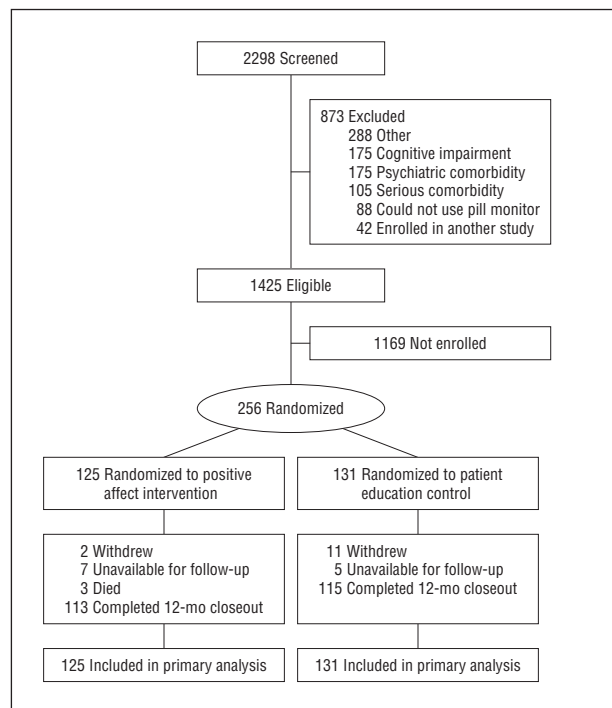 2298 Screened
873 Excluded
288 Other
175 Cognitive impairment
175 Psychiatric comorbidity
105 Serious comorbidity
88 Could not use pill monitor
42 Enrolled in another study
1425 Eligible
1169 Not enrolled
256 Randomized
125 Randomized to positive
affect intervention
131 Randomized to patient
education control
2 Withdrew
7 Unavailable for follow-up
3 Died
113 Completed 12-mo closeout
11 Withdrew
5 Unavailable for follow-up
115 Completed 12-mo closeout
125 Included in primary analysis
131 Included in primary analysis